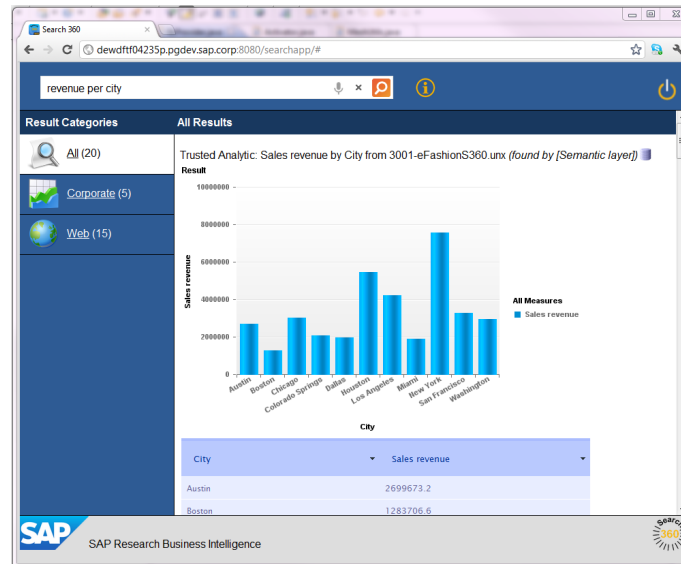 Search 360
dewdftf04235p.pgdev.sap.corp:8080/searchapp/#
revenue per city
Result Categories
All Results
All (20)
Corporate (5)
Web (15)
Trusted Analytic: Sales revenue by City from 3001-eFashionS360.unx (found by [Semantic layer])
Result
10000000
8000000
6000000
4000000
2000000
0
Sales revenue
Austin
Boston
Chicago
Colorado Springs
Dallas
Houston
Los Angeles
Miami
New York
San Francisco
Washington
City
All Measures
Sales revenue
City Sales revenue
Austin 2699673.2
Boston 1283706.6
SAP
SAP Research Business Intelligence
Search
360